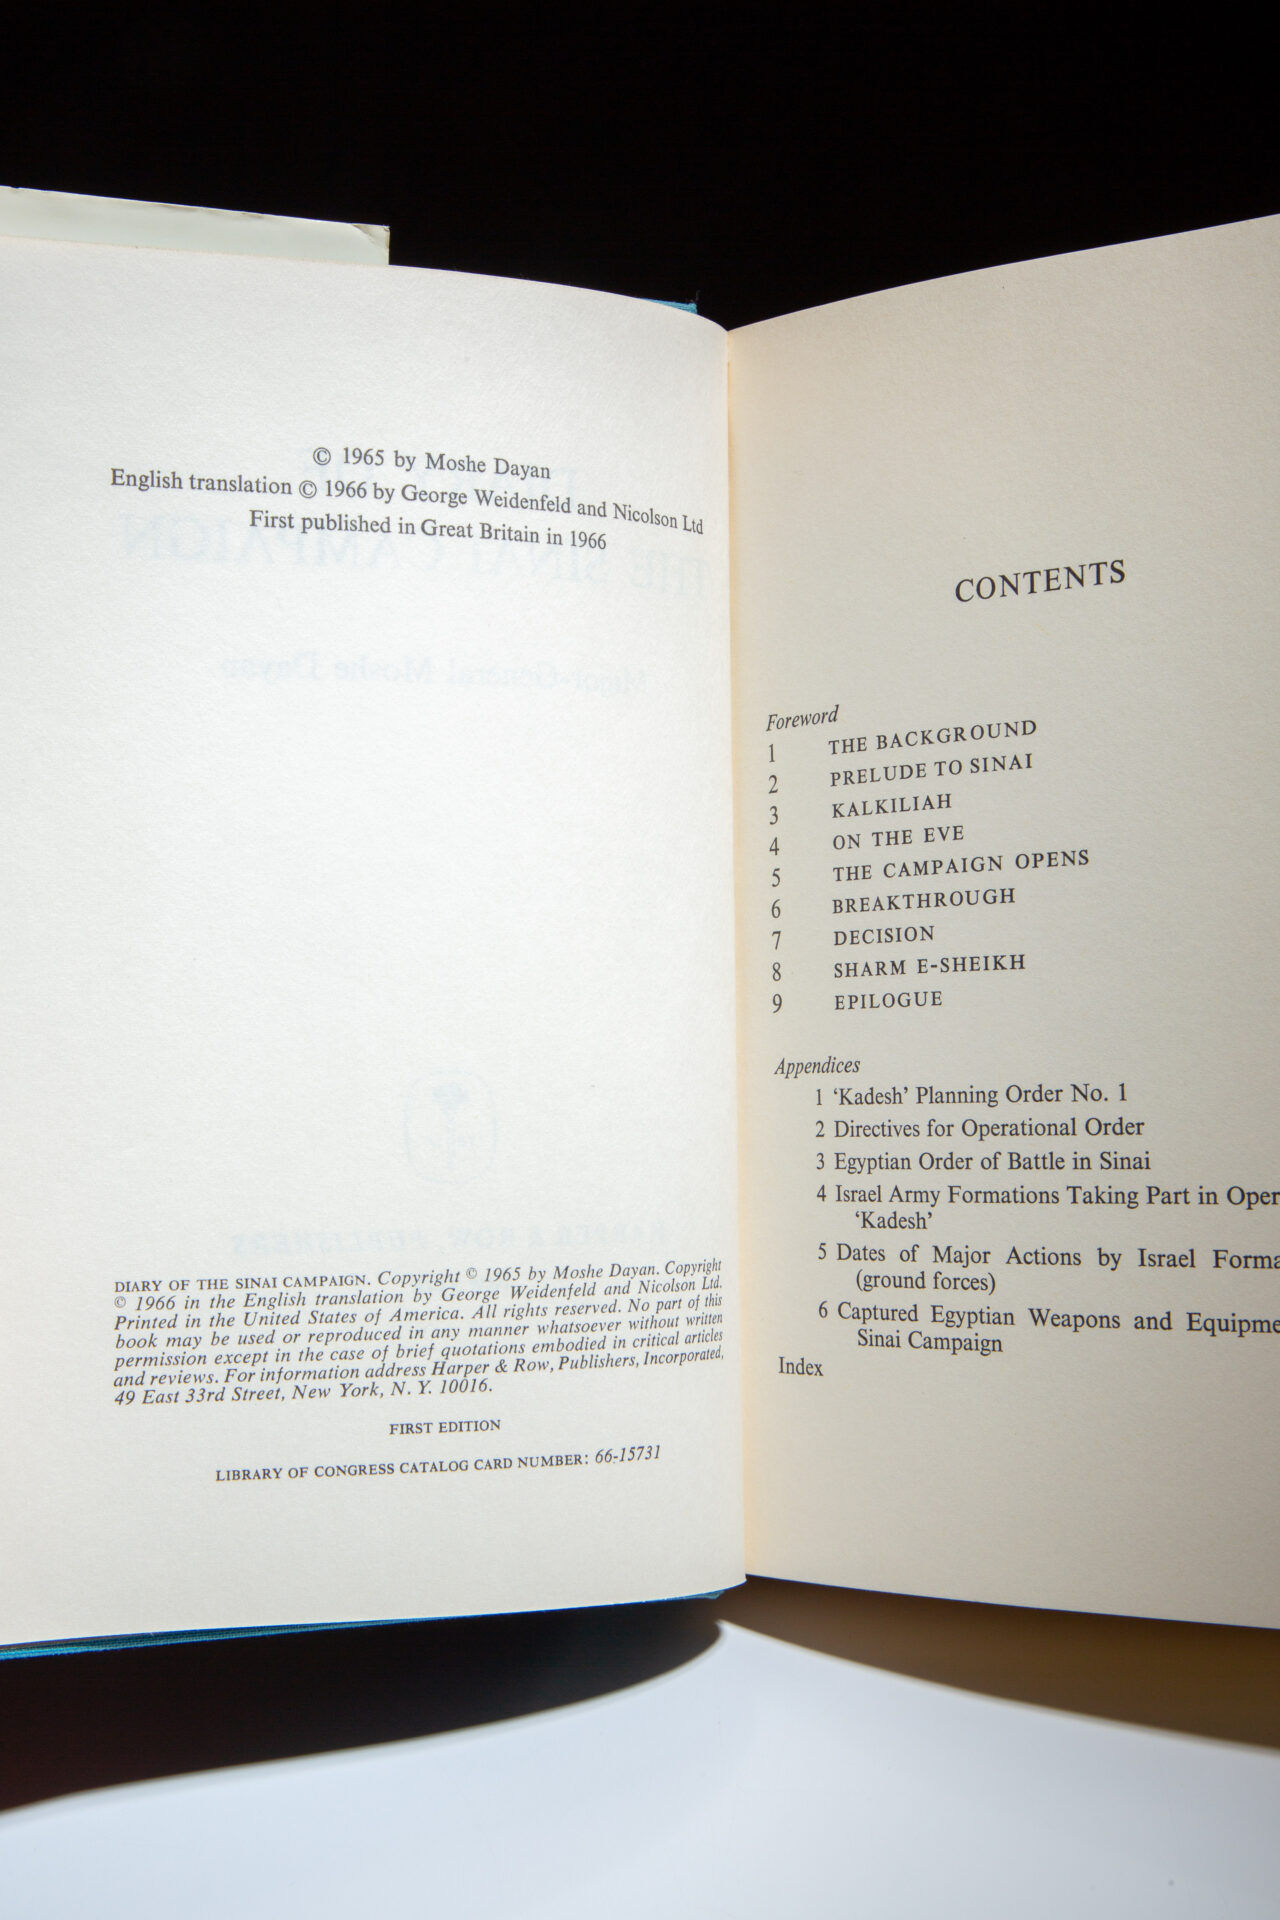 © 1965 by Moshe Dayan
English translation © 1966 by George Weidenfeld and Nicolson Ltd
First published in Great Britain in 1966
DIARY OF THE SINAI CAMPAIGN. Copyright © 1965 by Moshe Dayan. Copyright
© 1966 in the English translation by George Weidenfeld and Nicolson Ltd.
Printed in the United States of America. All rights reserved. No part of this
book may be used or reproduced in any manner whatsoever without written
permission except in the case of brief quotations embodied in critical articles
and reviews. For information address Harper & Row, Publishers, Incorporated,
49 East 33rd Street, New York, N. Y. 10016.
FIRST EDITION
LIBRARY OF CONGRESS CATALOG CARD NUMBER: 66-15731
CONTENTS
Foreword
1 THE BACKGROUND
2 PRELUDE TO SINAI
3 KALKILIAH
4 ON THE EVE
5 THE CAMPAIGN OPENS
6 BREAKTHROUGH
7 DECISION
8 SHARM E-SHEIKH
9 EPILOGUE
Appendices
1 ‘Kadesh’ Planning Order No. 1
2 Directives for Operational Order
3 Egyptian Order of Battle in Sinai
4 Israel Army Formations Taking Part in Oper
‘Kadesh’
5 Dates of Major Actions by Israel Forma
(ground forces)
6 Captured Egyptian Weapons and Equipme
Sinai Campaign
Index